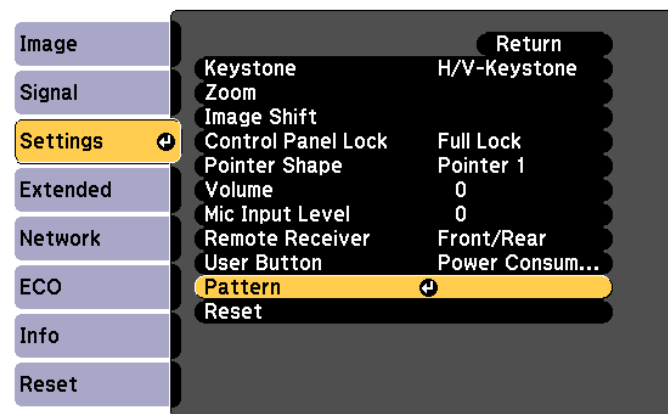 Image
Signal
Settings
Extended
Network
ECO
Info
Reset
Return
Keystone H/V-Keystone
Zoom
Image Shift
Control Panel Lock Full Lock
Pointer Shape Pointer 1
Volume 0
Mic Input Level 0
Remote Receiver Front/Rear
User Button Power Consum...
Pattern
Reset